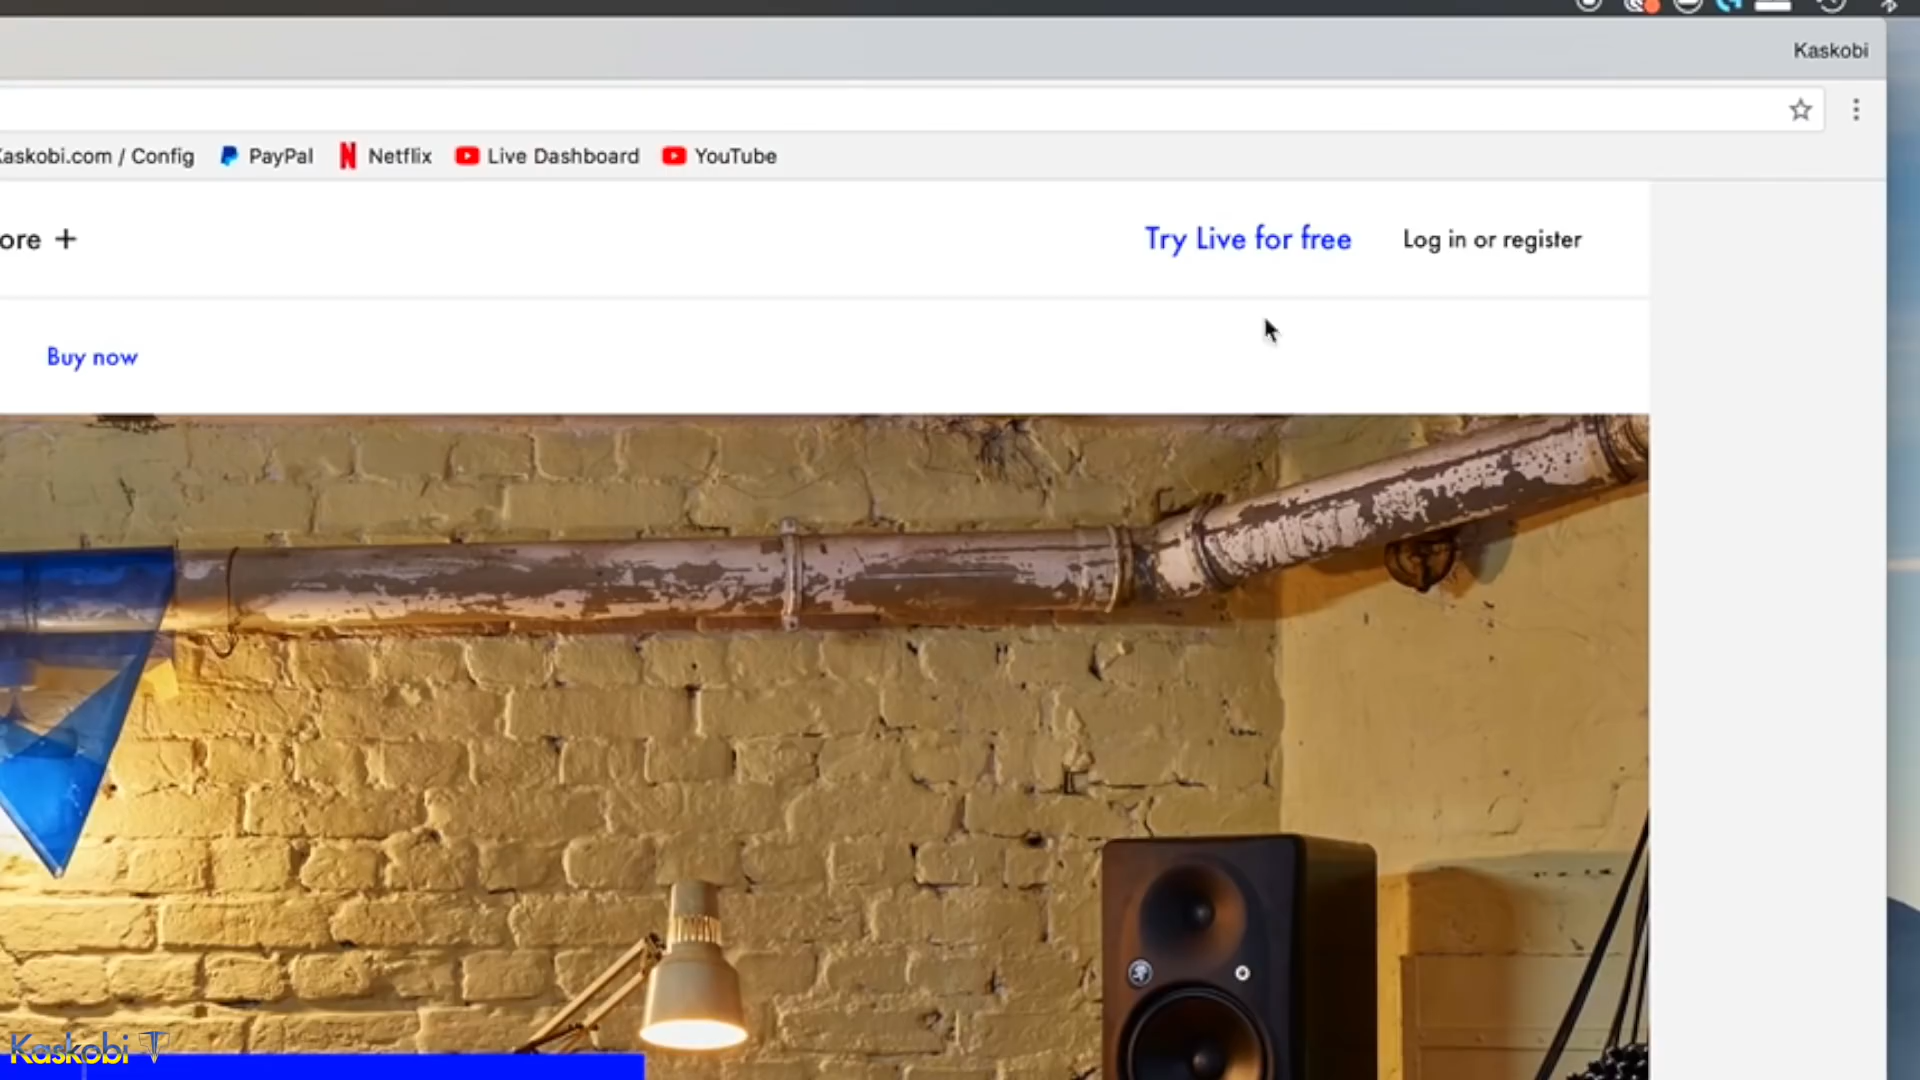 Kaskobi
Kaskobi.com / Config PayPal Netflix Live Dashboard YouTube
ore + Try Live for free Log in or register
Buy now
Kaskobi